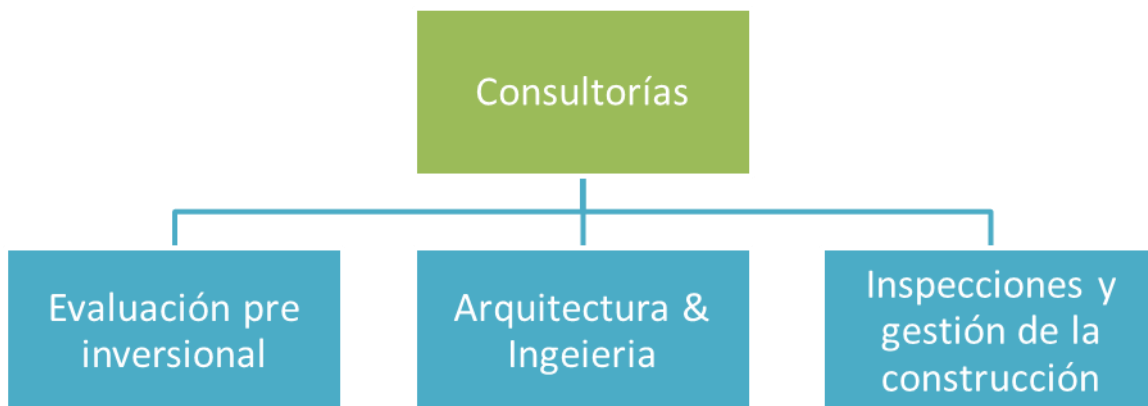 Consultorías
Evaluación pre
inversional
Arquitectura &
Ingeieria
Inspecciones y
gestión de la
construcción